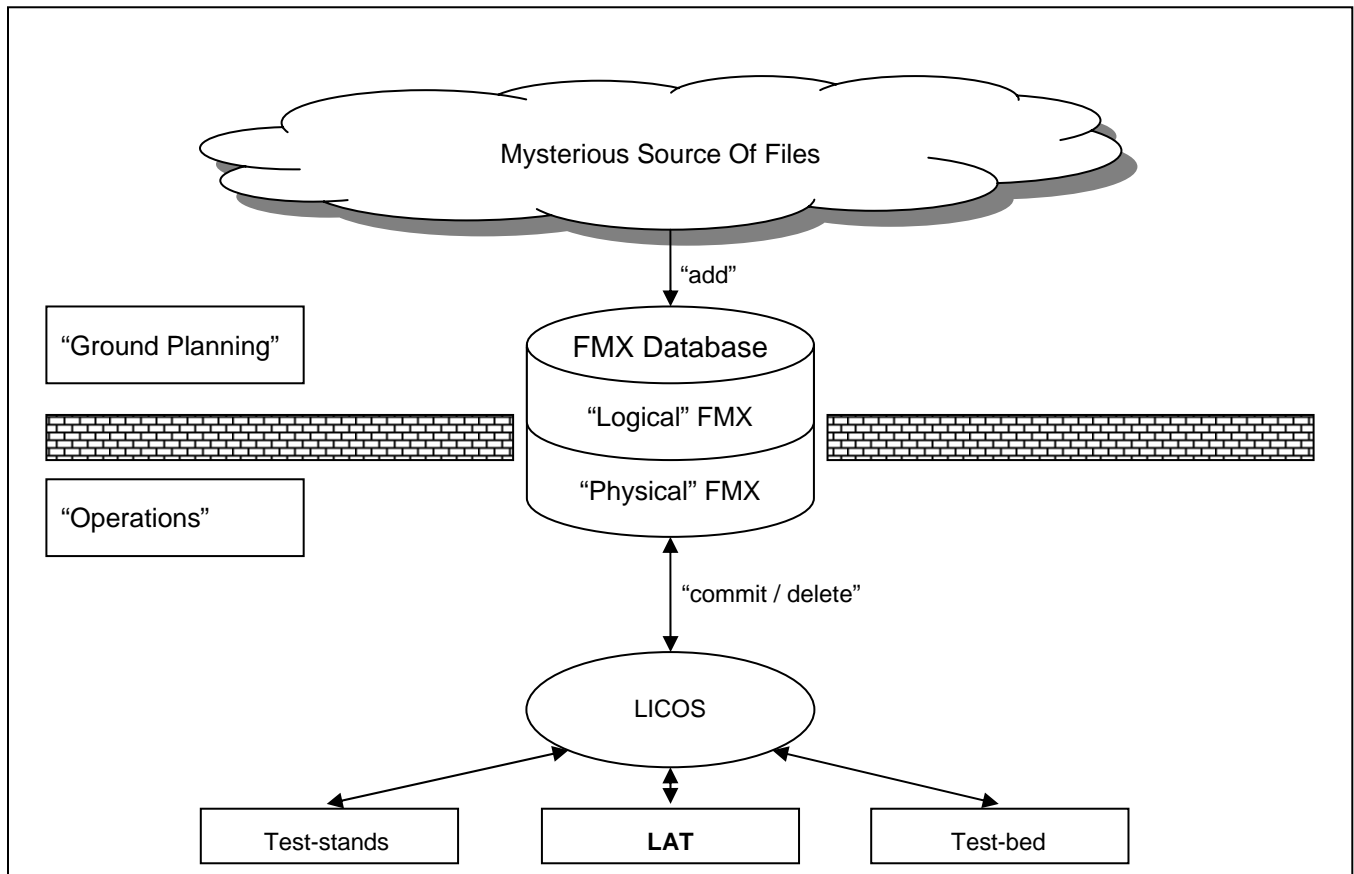 Mysterious Source Of Files
“add”
“Ground Planning”
FMX Database
“Logical” FMX
“Physical” FMX
“Operations”
“commit / delete”
LICOS
Test-stands
LAT
Test-bed